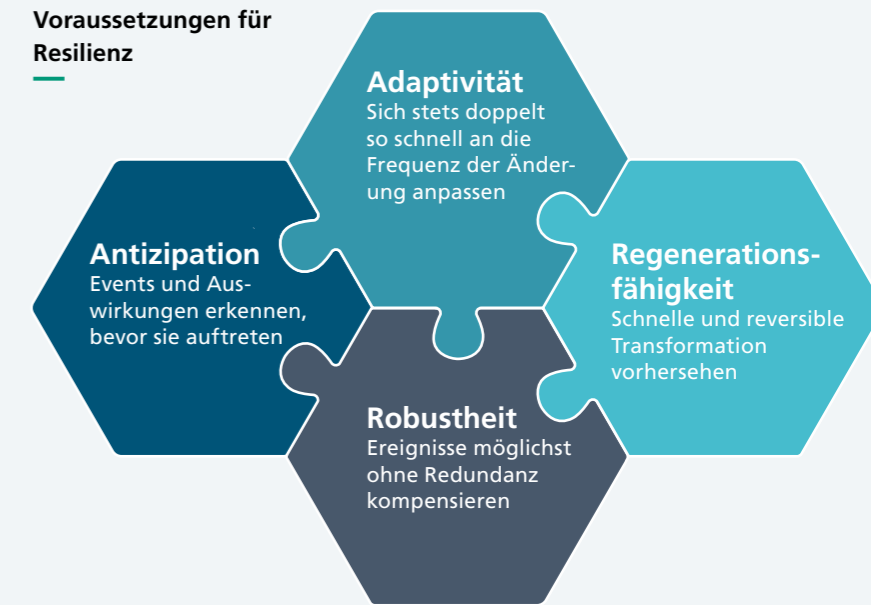 Voraussetzungen für
Resilienz
Adaptivität
Sich stets doppelt
so schnell an die
Frequenz der Änder-
ung anpassen
Antizipation
Events und Aus-
wirkungen erkennen,
bevor sie auftreten
Regenerations-
fähigkeit
Schnelle und reversible
Transformation
vorhersehen
Robustheit
Ereignisse möglichst
ohne Redundanz
kompensieren